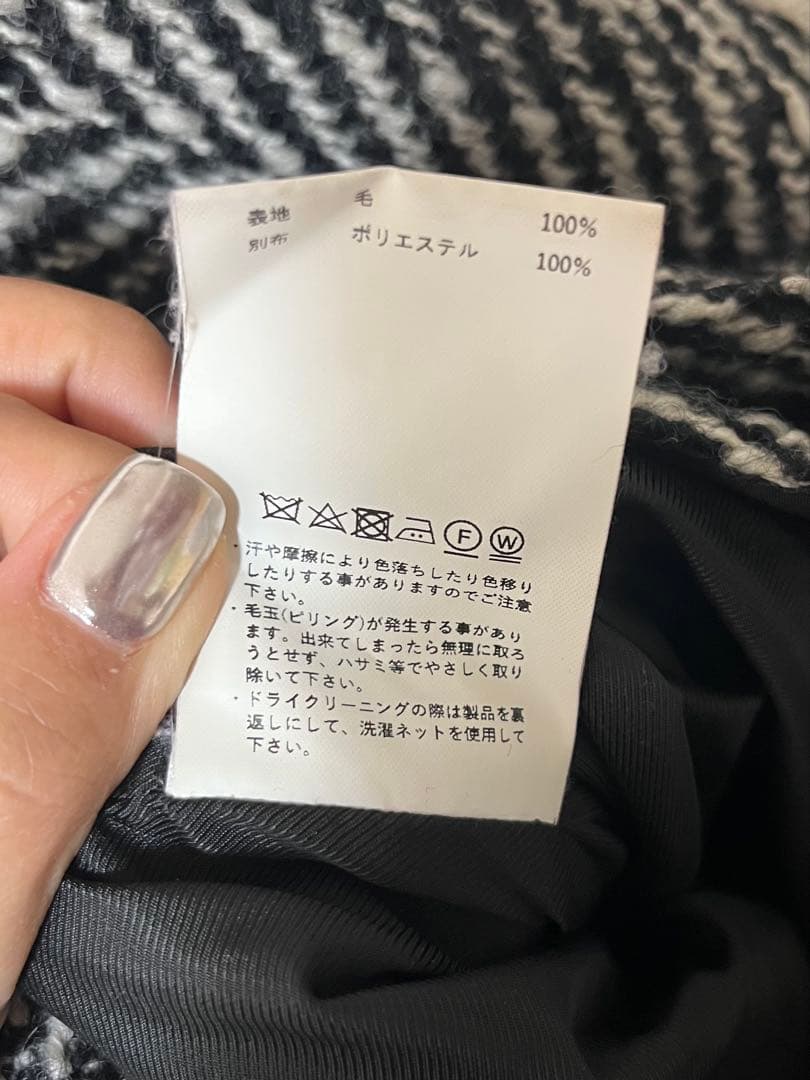 表地 毛 100%
別布 ポリエステル 100%
F W
・汗や摩擦により色落ちしたり色移り
したりする事がありますのでご注意
下さい。
・毛玉(ピリング)が発生する事があり
ます。出来てしまったら無理に取ろ
うとせず、ハサミ等でやさしく取り
除いて下さい。
・ドライクリーニングの際は製品を裏
返しにして、洗濯ネットを使用して
下さい。